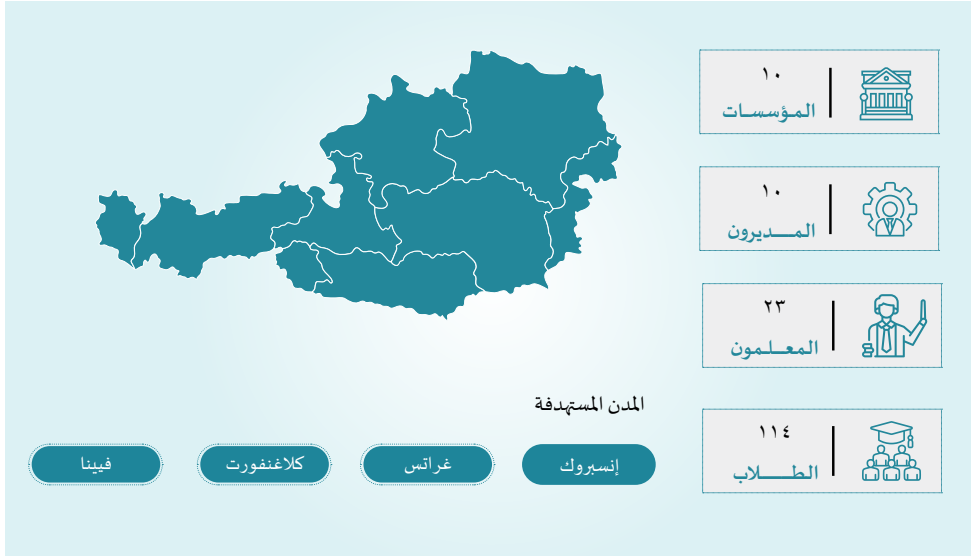 ١٠
المؤسسات
١٠
المديرون
٢٣
المعلمون
١١٤
الطلاب
المدن المستهدفة
إنسبروك
غراتس
كلاغنفورت
فيينا